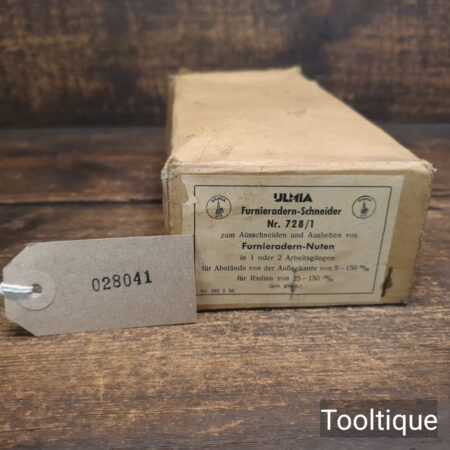 ULMIA
Furnieradern-Schneider
Nr. 728/1
zum Ausschneiden und Ausheben von
Furnieradern-Nuten
in 1 oder 2 Arbeitsgängen
für Abstände von der Außenkante von 5-150 m/m
für Radien von 25-150 m/m
028041
Tooltique